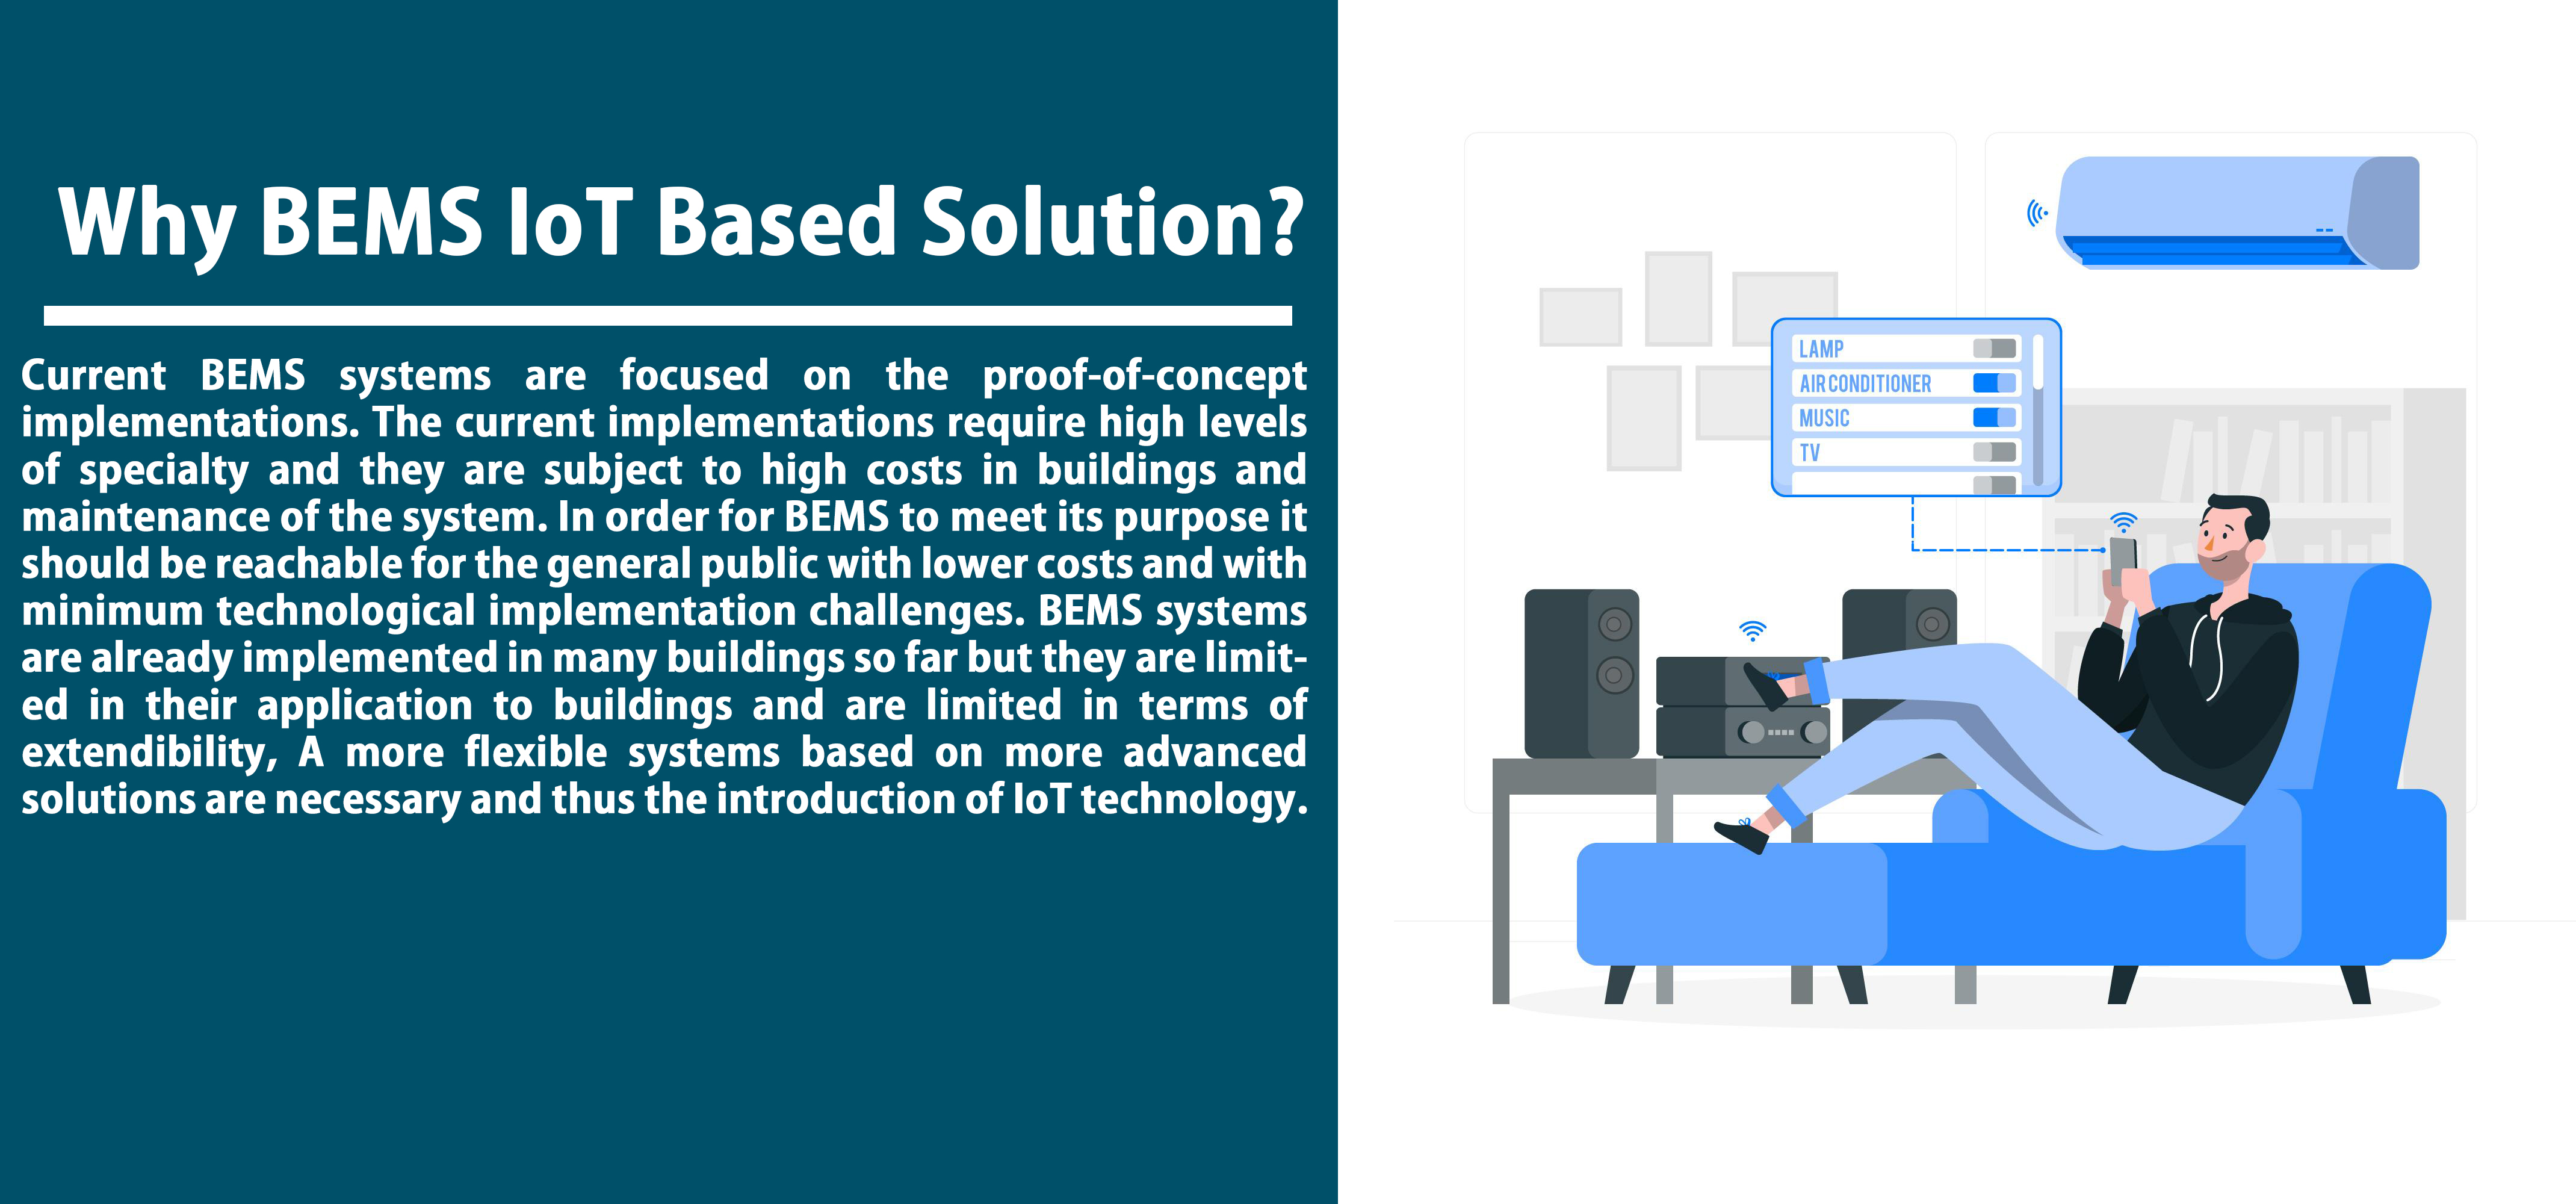 Why BEMS IoT Based Solution?
Current BEMS systems are focused on the proof-of-concept
implementations. The current implementations require high levels
of specialty and they are subject to high costs in buildings and
maintenance of the system. In order for BEMS to meet its purpose it
should be reachable for the general public with lower costs and with
minimum technological implementation challenges. BEMS systems
are already implemented in many buildings so far but they are limit-
ed in their application to buildings and are limited in terms of
extendibility, A more flexible systems based on more advanced
solutions are necessary and thus the introduction of IoT technology.
LAMP
AIR CONDITIONER
MUSIC
TV